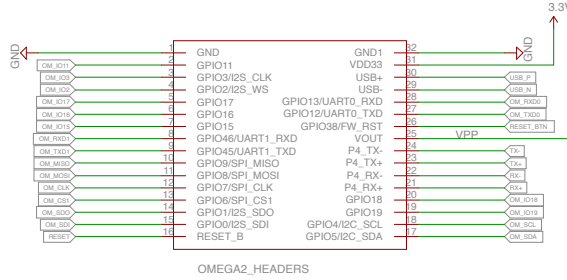 3.3V
GND 1 GND GND1 32 GND
OM_IO11 2 GPIO11 VDD33 31
OM_IO3 3 GPIO3/I2S_CLK USB+ 30 USB_P
OM_IO2 4 GPIO2/I2S_WS USB- 29 USB_N
OM_IO17 5 GPIO17 GPIO13/UART0_RXD 28 OM_RXD0
OM_IO16 6 GPIO16 GPIO12/UART0_TXD 27 OM_TXD0
OM_IO15 7 GPIO15 GPIO38/FW_RST 26 RESET_BTN
OM_RXD1 8 GPIO46/UART1_RXD VOUT 25 VPP
OM_TXD1 9 GPIO45/UART1_TXD P4_TX- 24 TX-
OM_MISO 10 GPIO9/SPI_MISO P4_TX+ 23 TX+
OM_MOSI 11 GPIO8/SPI_MOSI P4_RX- 22 RX-
OM_CLK 12 GPIO7/SPI_CLK P4_RX+ 21 RX+
OM_CS1 13 GPIO6/SPI_CS1 GPIO18 20 OM_IO18
OM_SDO 14 GPIO1/I2S_SDO GPIO19 19 OM_IO19
OM_SDI 15 GPIO0/I2S_SDI GPIO4/I2C_SCL 18 OM_SCL
RESET 16 RESET_B GPIO5/I2C_SDA 17 OM_SDA
OMEGA2_HEADERS